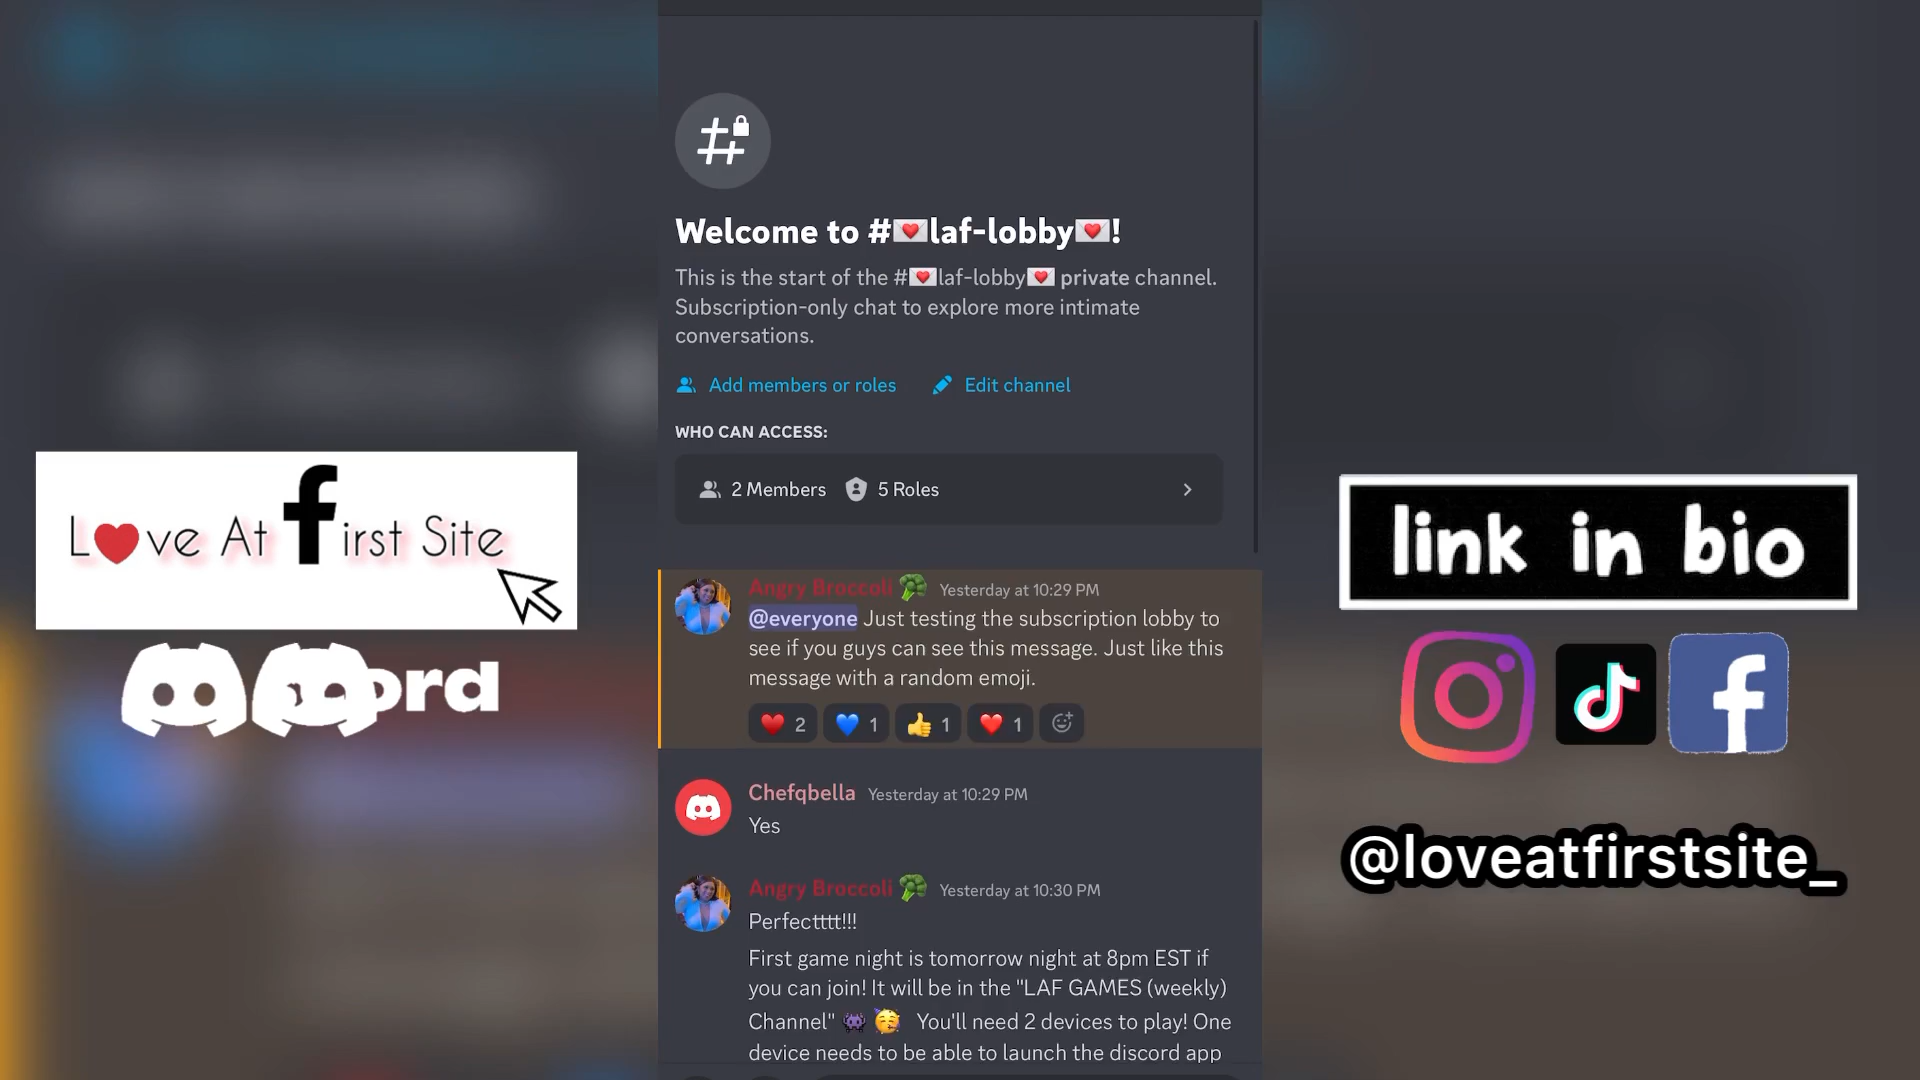 Welcome to #💌laf-lobby💌!
This is the start of the #💌laf-lobby💌 private channel.
Subscription-only chat to explore more intimate
conversations.
Add members or roles
Edit channel
WHO CAN ACCESS:
2 Members
5 Roles
Angry Broccoli 🥦 Yesterday at 10:29 PM
@everyone Just testing the subscription lobby to
see if you guys can see this message. Just like this
message with a random emoji.
❤️ 2 💙 1 👍 1 ❤️ 1
Chefqbella Yesterday at 10:29 PM
Yes
Angry Broccoli 🥦 Yesterday at 10:30 PM
Perfectttt!!!
First game night is tomorrow night at 8pm EST if
you can join! It will be in the "LAF GAMES (weekly)
Channel" 👾 🥳 You'll need 2 devices to play! One
device needs to be able to launch the discord app
L❤ve At first Site
link in bio
@loveatfirstsite_